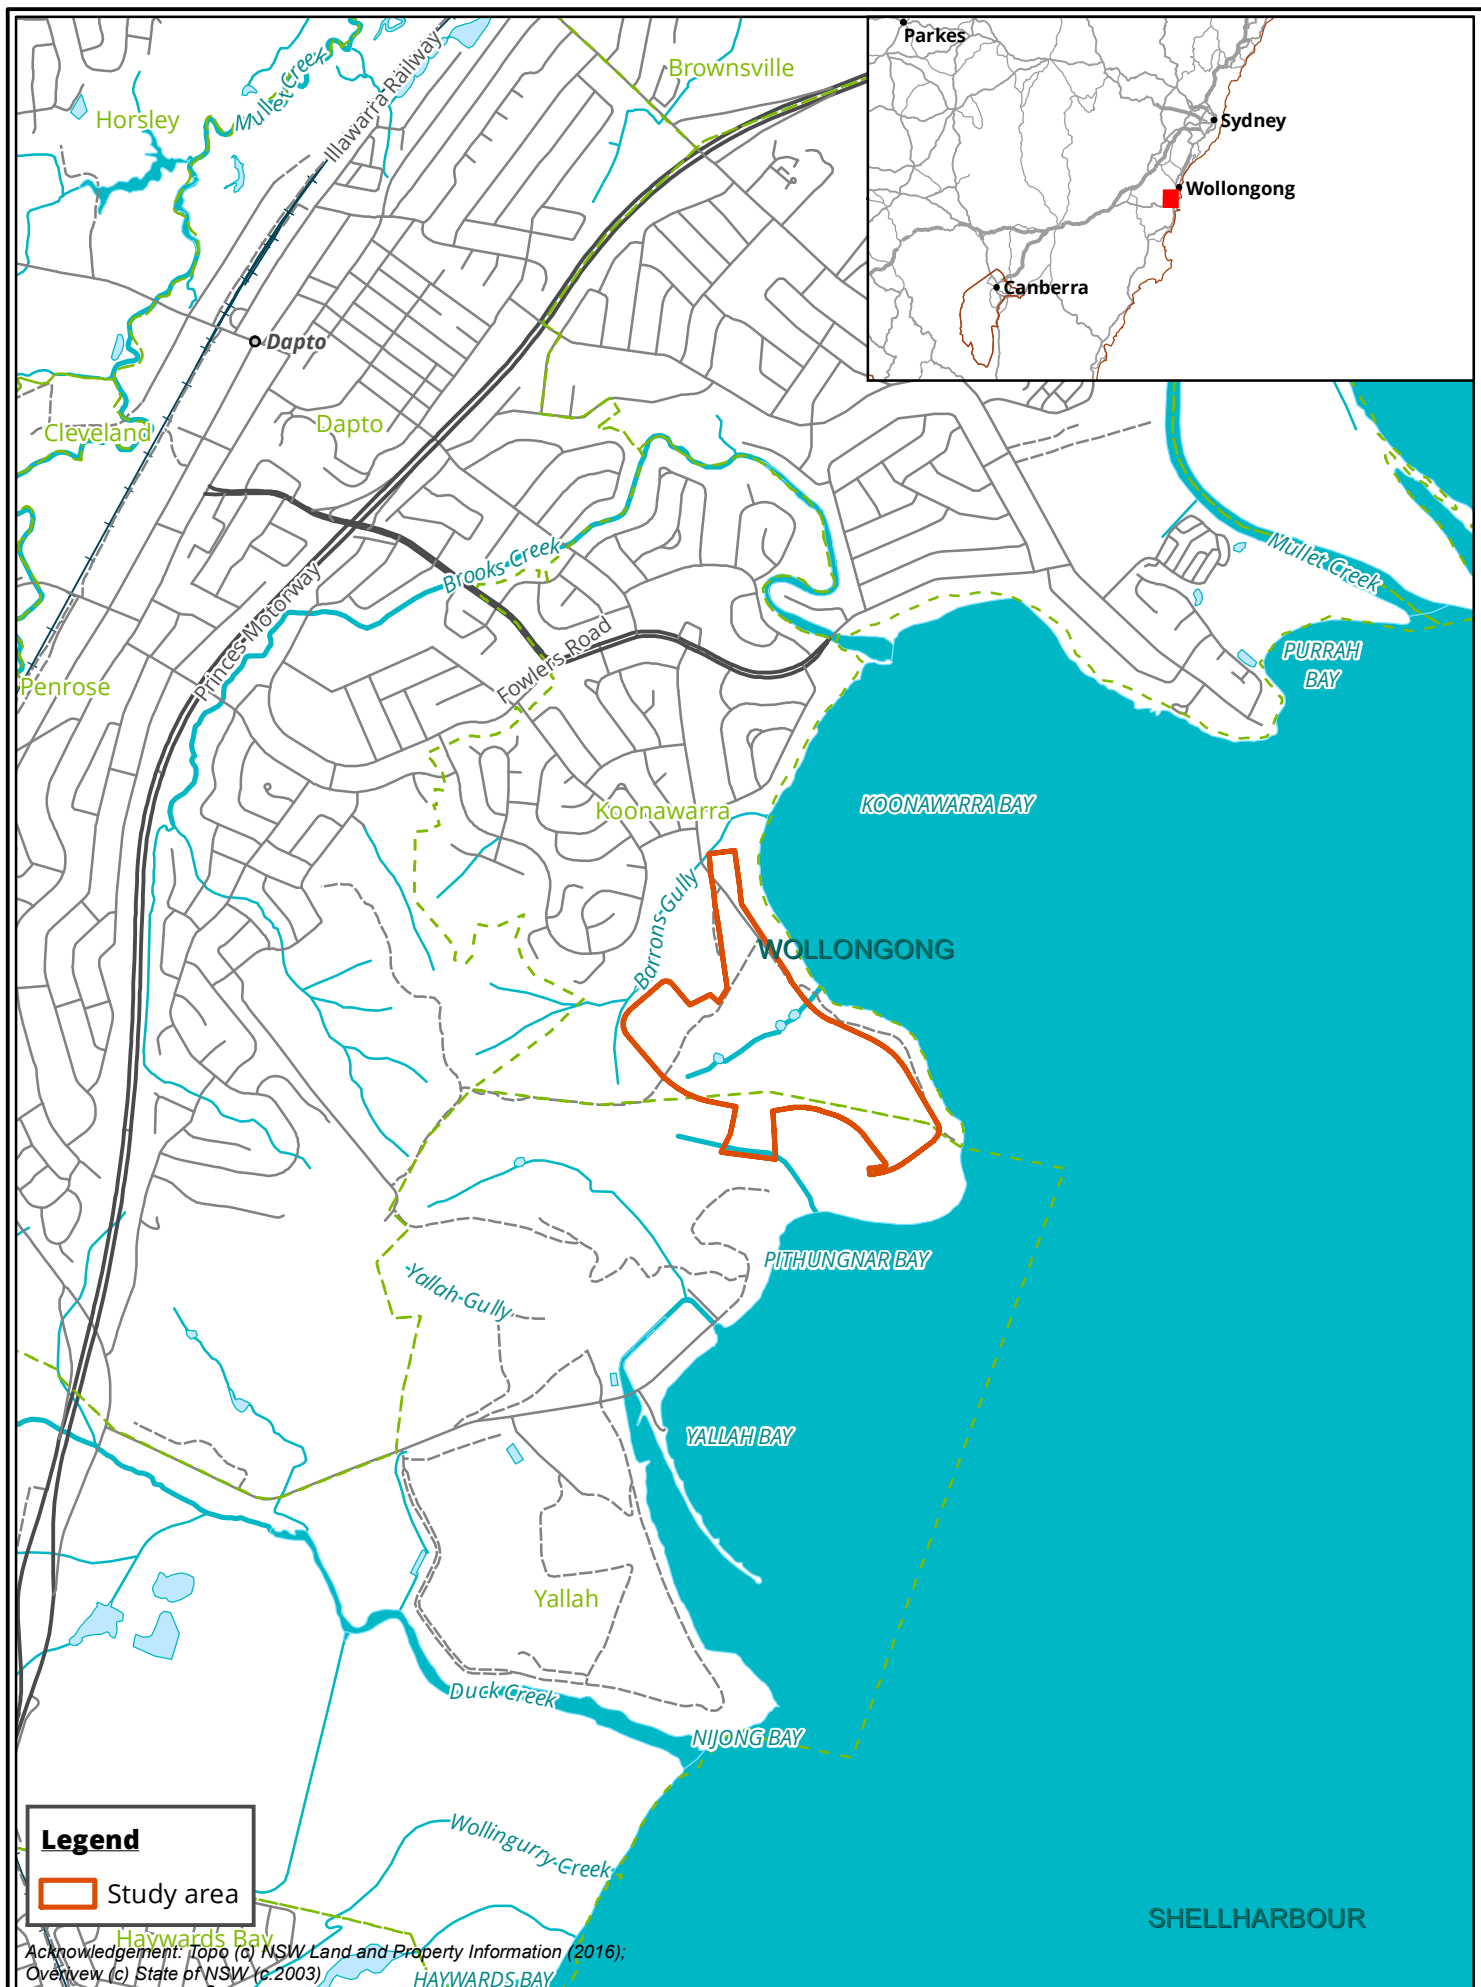 Parkes
Brownsville
Mullet Creek
Illawarra Railway
Horsley
Sydney
Wollongong
Canberra
Dapto
Dapto
Cleveland
Brooks Creek
Mullet Creek
Princes Motorway
Fowlers Road
PURRAH
BAY
Penrose
KOONAWARRA BAY
Koonawarra
Barrons Gully
WOLLONGONG
PITHUNGNAR BAY
Yallah Gully
YALLAH BAY
Yallah
Duck Creek
NIJONG BAY
Wollingurry Creek
Legend
Study area
SHELLHARBOUR
Haywards Bay
Acknowledgement: Topo (c) NSW Land and Property Information (2016);
Overivew (c) State of NSW (c.2003)
HAYWARDS BAY